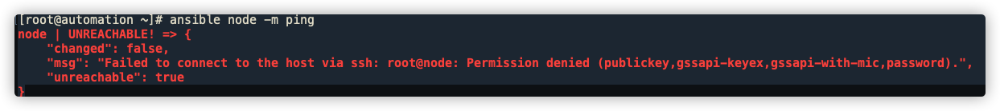 [root@automation ~]# ansible node -m ping
node | UNREACHABLE! => {
    "changed": false,
    "msg": "Failed to connect to the host via ssh: root@node: Permission denied (publickey,gssapi-keyex,gssapi-with-mic,password).",
    "unreachable": true
}